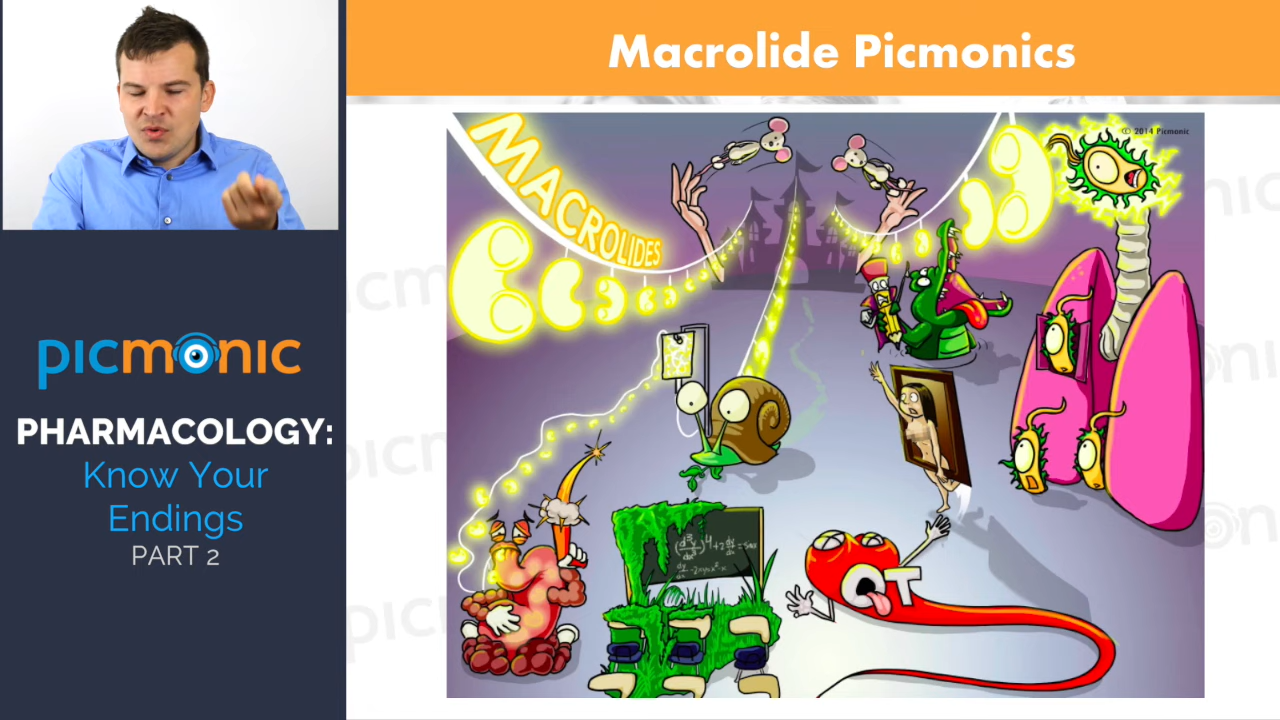 Macrolide Picmonics
MACROLIDES
© 2014 Picmonic
picmonic
PHARMACOLOGY:
Know Your
Endings
PART 2
QT